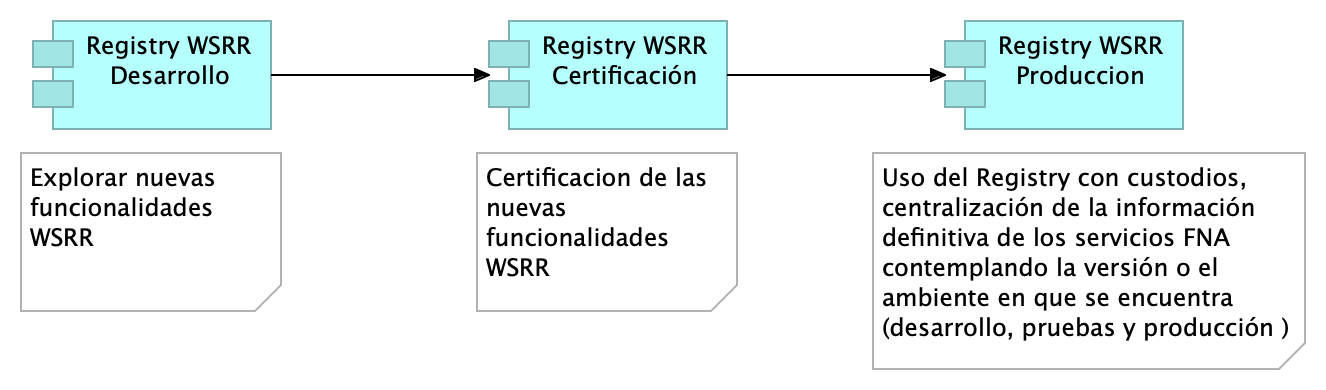 Registry WSRR
Desarrollo
Registry WSRR
Certificación
Registry WSRR
Produccion
Explorar nuevas
funcionalidades
WSRR
Certificacion de las
nuevas
funcionalidades
WSRR
Uso del Registry con custodios,
centralización de la información
definitiva de los servicios FNA
contemplando la versión o el
ambiente en que se encuentra
(desarrollo, pruebas y producción )